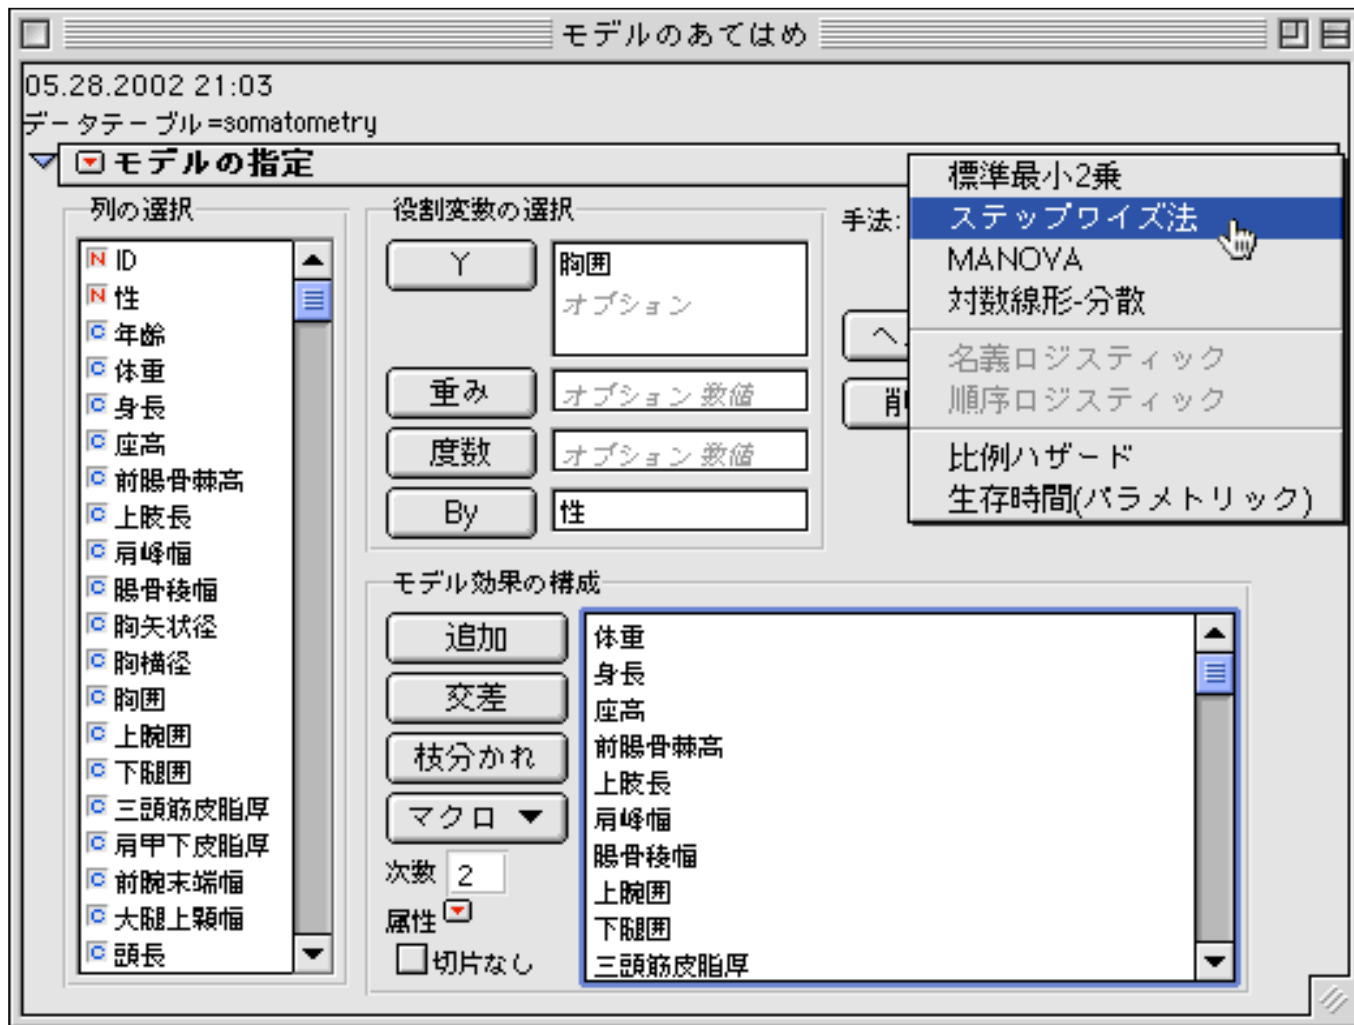 モデルのあてはめ
05.28.2002 21:03
データテーブル=somatometry
モデルの指定
列の選択
ID
性
年齢
体重
身長
座高
前腸骨棘高
上肢長
肩峰幅
腸骨稜幅
胸矢状径
胸横径
胸囲
上腕囲
下腿囲
三頭筋皮脂厚
肩甲下皮脂厚
前腕末端幅
大腿上顆幅
頭長
役割変数の選択
Y
胸囲
オプション
重み
オプション 数値
度数
オプション 数値
By
性
手法:
標準最小2乗
ステップワイズ法
MANOVA
対数線形-分散
名義ロジスティック
順序ロジスティック
比例ハザード
生存時間(パラメトリック)
モデル効果の構成
追加
交差
枝分かれ
マクロ
次数 2
属性
切片なし
体重
身長
座高
前腸骨棘高
上肢長
肩峰幅
腸骨稜幅
上腕囲
下腿囲
三頭筋皮脂厚